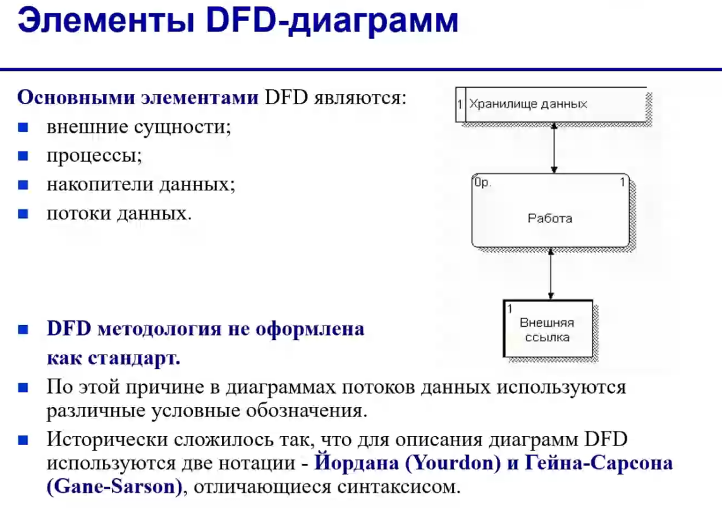 Элементы DFD-диаграмм
Основными элементами DFD являются:
внешние сущности;
процессы;
накопители данных;
потоки данных.
1 Хранилище данных
0р. 1
Работа
1
Внешняя
ссылка
DFD методология не оформлена
как стандарт.
По этой причине в диаграммах потоков данных используются
различные условные обозначения.
Исторически сложилось так, что для описания диаграмм DFD
используются две нотации - Йордана (Yourdon) и Гейна-Сарсона
(Gane-Sarson), отличающиеся синтаксисом.